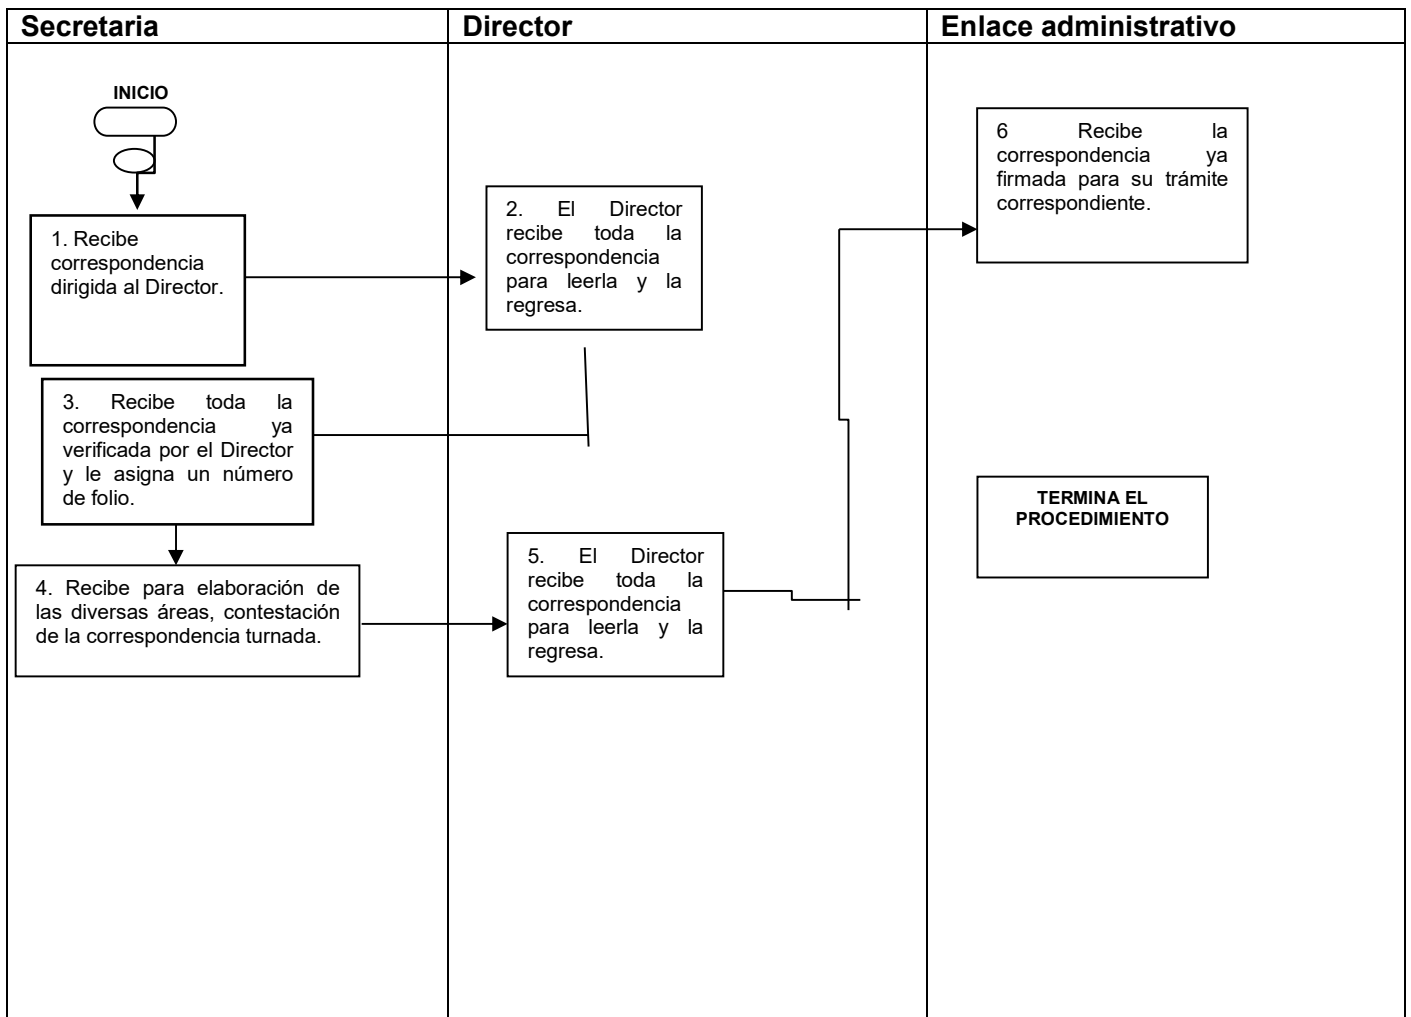 Secretaria
Director
Enlace administrativo
INICIO
1. Recibe
correspondencia
dirigida al Director.
2. El Director
recibe toda la
correspondencia
para leerla y la
regresa.
3. Recibe toda la
correspondencia ya
verificada por el Director
y le asigna un número
de folio.
4. Recibe para elaboración de
las diversas áreas, contestación
de la correspondencia turnada.
5. El Director
recibe toda la
correspondencia
para leerla y la
regresa.
6 Recibe la
correspondencia ya
firmada para su trámite
correspondiente.
TERMINA EL
PROCEDIMIENTO